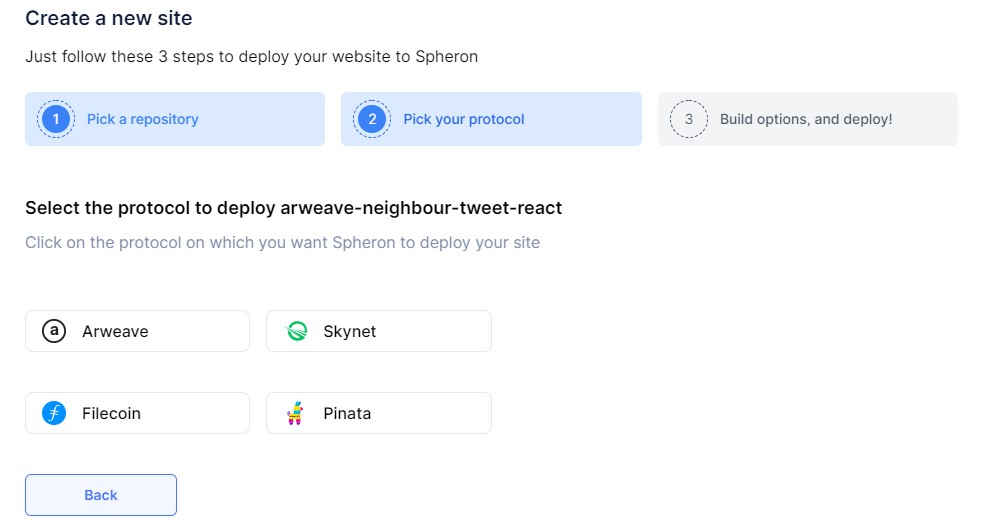 Create a new site
Just follow these 3 steps to deploy your website to Spheron
1 Pick a repository
2 Pick your protocol
3 Build options, and deploy!
Select the protocol to deploy arweave-neighbour-tweet-react
Click on the protocol on which you want Spheron to deploy your site
a Arweave
Skynet
Filecoin
Pinata
Back